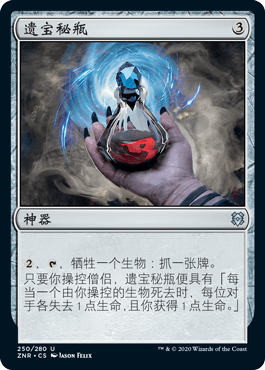 遗宝秘瓶 3
神器
2，，牺牲一个生物：抓一张牌。
只要你操控僧侣，遗宝秘瓶便具有「每
当一个由你操控的生物死去时，每位对
手各失去1点生命，且你获得1点生命。」
250/280 U
ZNR • CS JASON FELIX
™ & © 2020 Wizards of the Coast